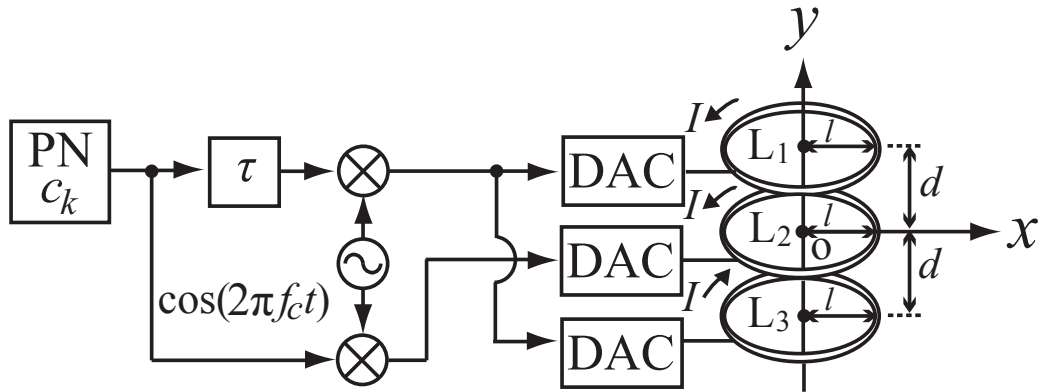 y
PN
c_k
τ
DAC
I
L₁
l
d
DAC
I
L₂
l
o
x
d
cos(2πf_ct)
DAC
I
L₃
l